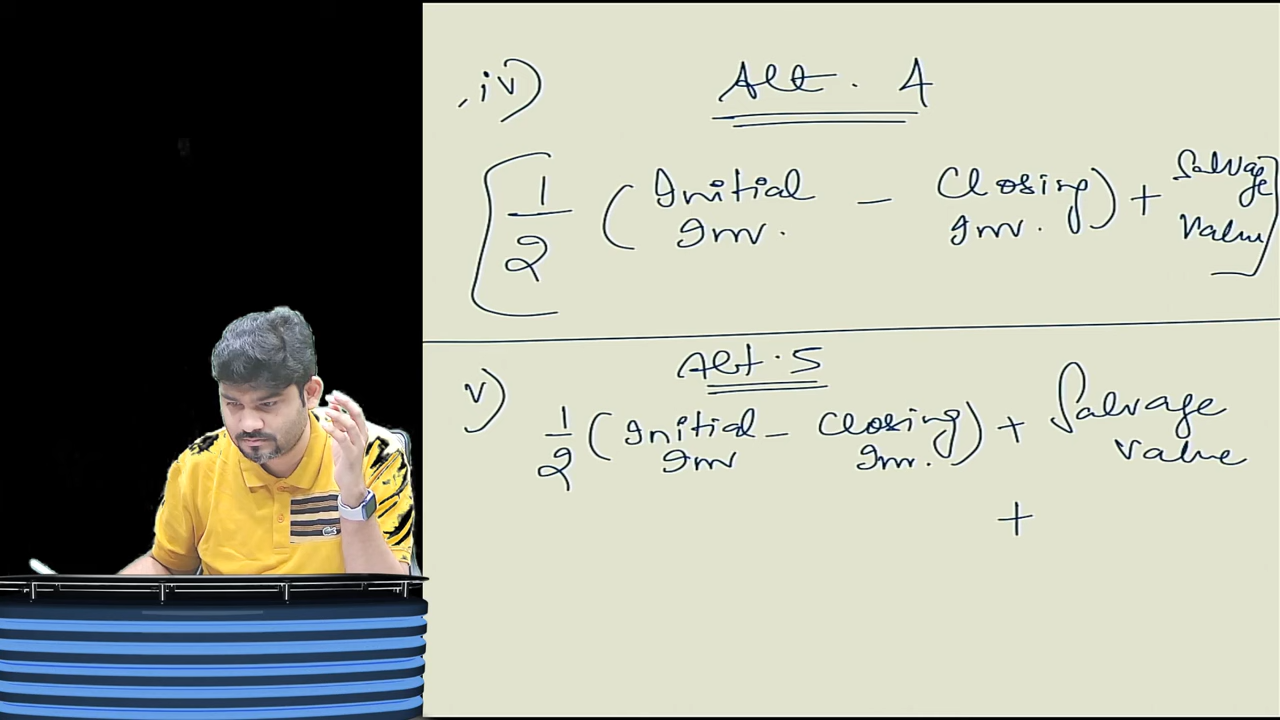 iv) Alt. 4
[1/2 (Initial Inv. - Closing Inv.) + Salvage Value]
v) Alt. 5
1/2 (Initial Inv - Closing Inv.) + Salvage Value
+